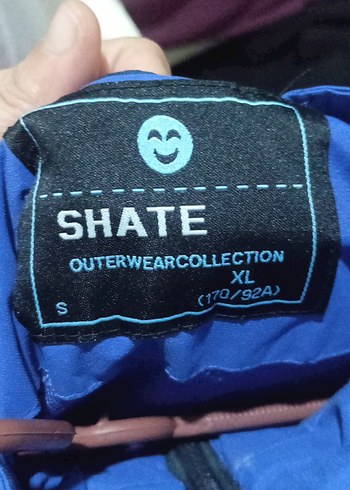 SHATE
OUTERWEARCOLLECTION
XL
S (170/92A)